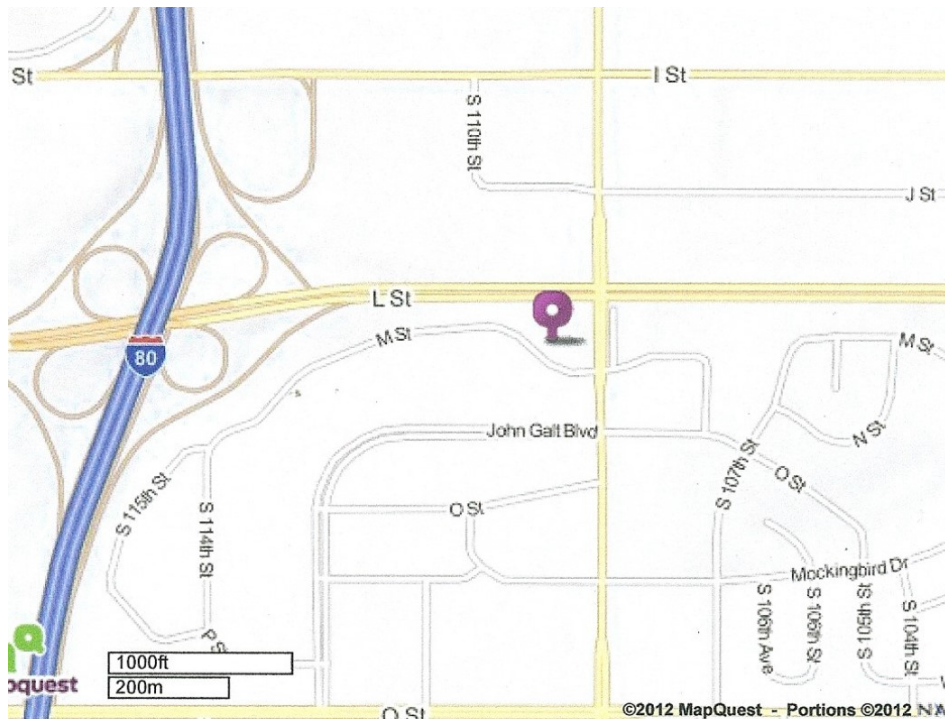 St
I St
S 110th St
J St
L St
M St
80
M St
John Galt Blvd
N St
S 107th St
O St
S 115th St
O St
S 114th St
Mockingbird Dr
S 106th Ave
S 106th St
S 105th St
S 104th St
P St
1000ft
200m
pquest
Q St
©2012 MapQuest - Portions ©2012 NA